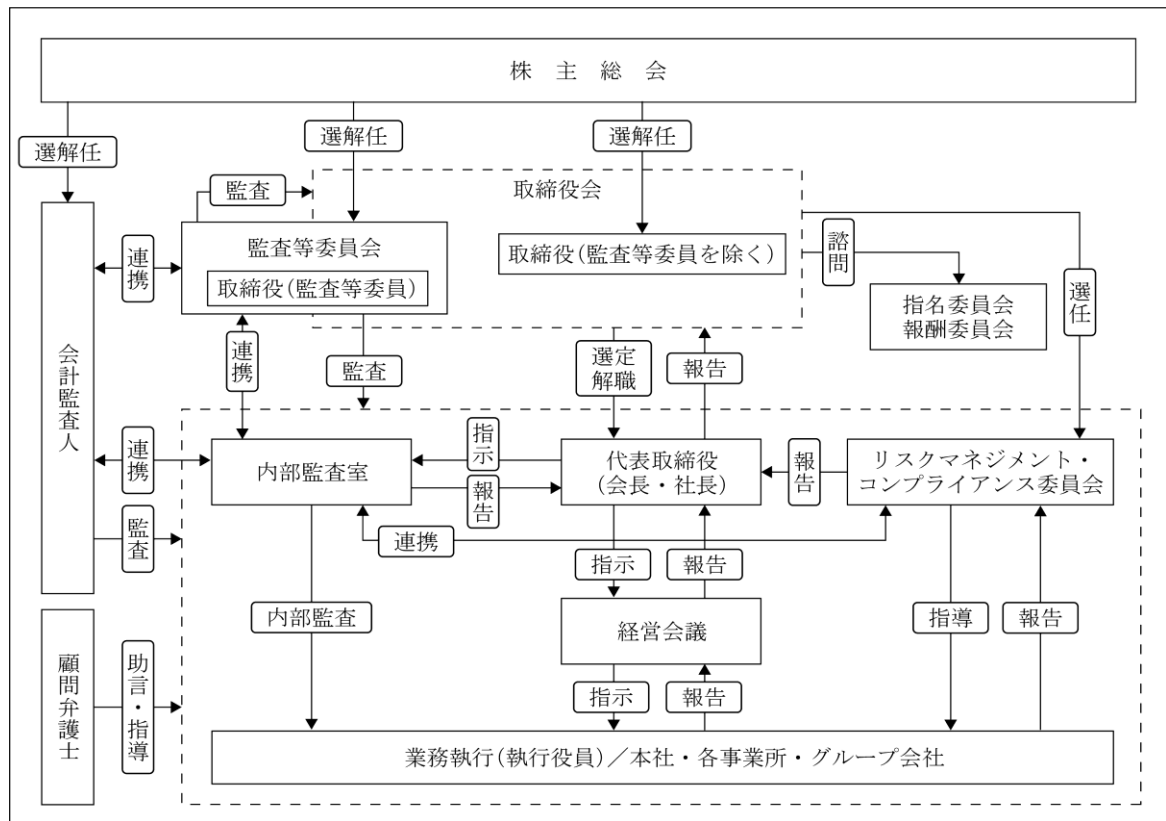 株主総会
選解任
選解任
選解任
監査
取締役会
監査等委員会
取締役(監査等委員)
取締役(監査等委員を除く)
連携
諮問
選任
指名委員会
報酬委員会
会計監査人
連携
監査
選定
解職
報告
連携
内部監査室
指示
報告
代表取締役
(会長・社長)
報告
リスクマネジメント・
コンプライアンス委員会
監査
連携
指示
報告
内部監査
経営会議
指導
報告
顧問弁護士
助言・指導
指示
報告
業務執行(執行役員)/本社・各事業所・グループ会社